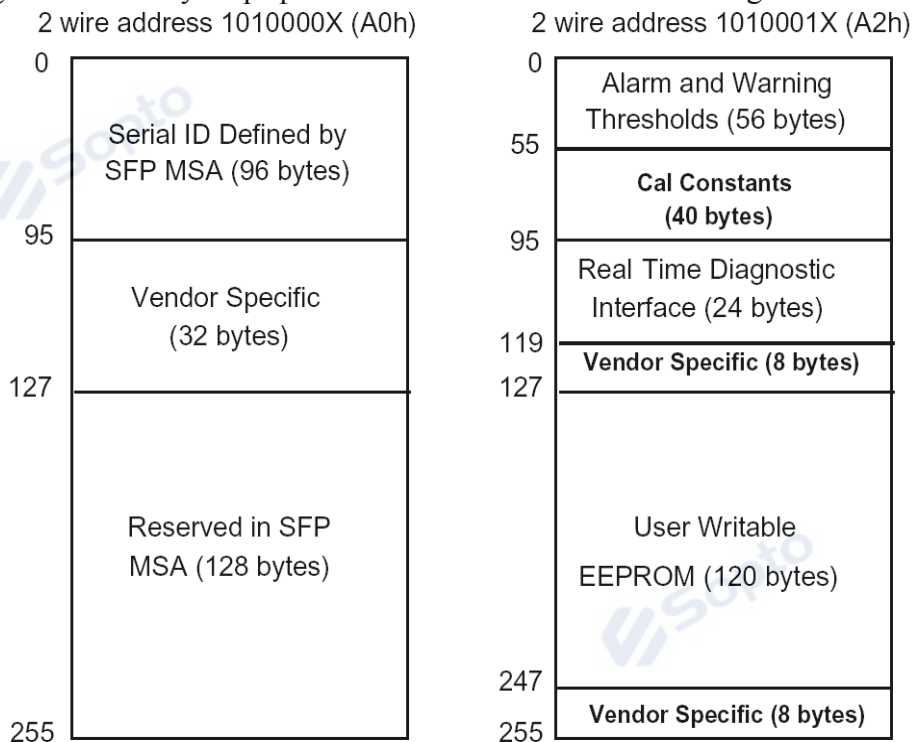 2 wire address 1010000X (A0h)
0
Serial ID Defined by
SFP MSA (96 bytes)
95
Vendor Specific
(32 bytes)
127
Reserved in SFP
MSA (128 bytes)
255
2 wire address 1010001X (A2h)
0
Alarm and Warning
Thresholds (56 bytes)
55
Cal Constants
(40 bytes)
95
Real Time Diagnostic
Interface (24 bytes)
119
Vendor Specific (8 bytes)
127
User Writable
EEPROM (120 bytes)
247
Vendor Specific (8 bytes)
255
Sopto
Sopto